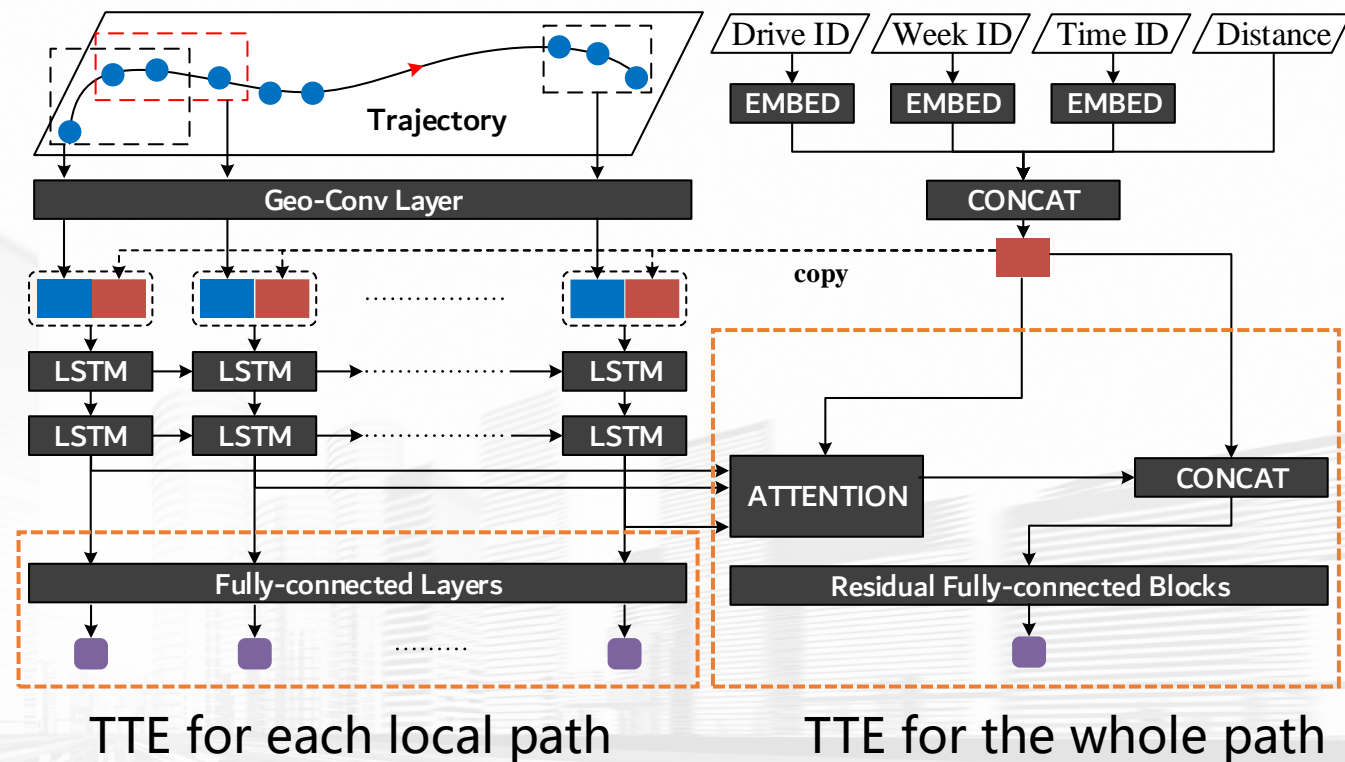 Drive ID Week ID Time ID Distance
EMBED EMBED EMBED
Trajectory
Geo-Conv Layer
CONCAT
copy
LSTM LSTM LSTM
LSTM LSTM LSTM
ATTENTION
CONCAT
Fully-connected Layers
Residual Fully-connected Blocks
TTE for each local path
TTE for the whole path